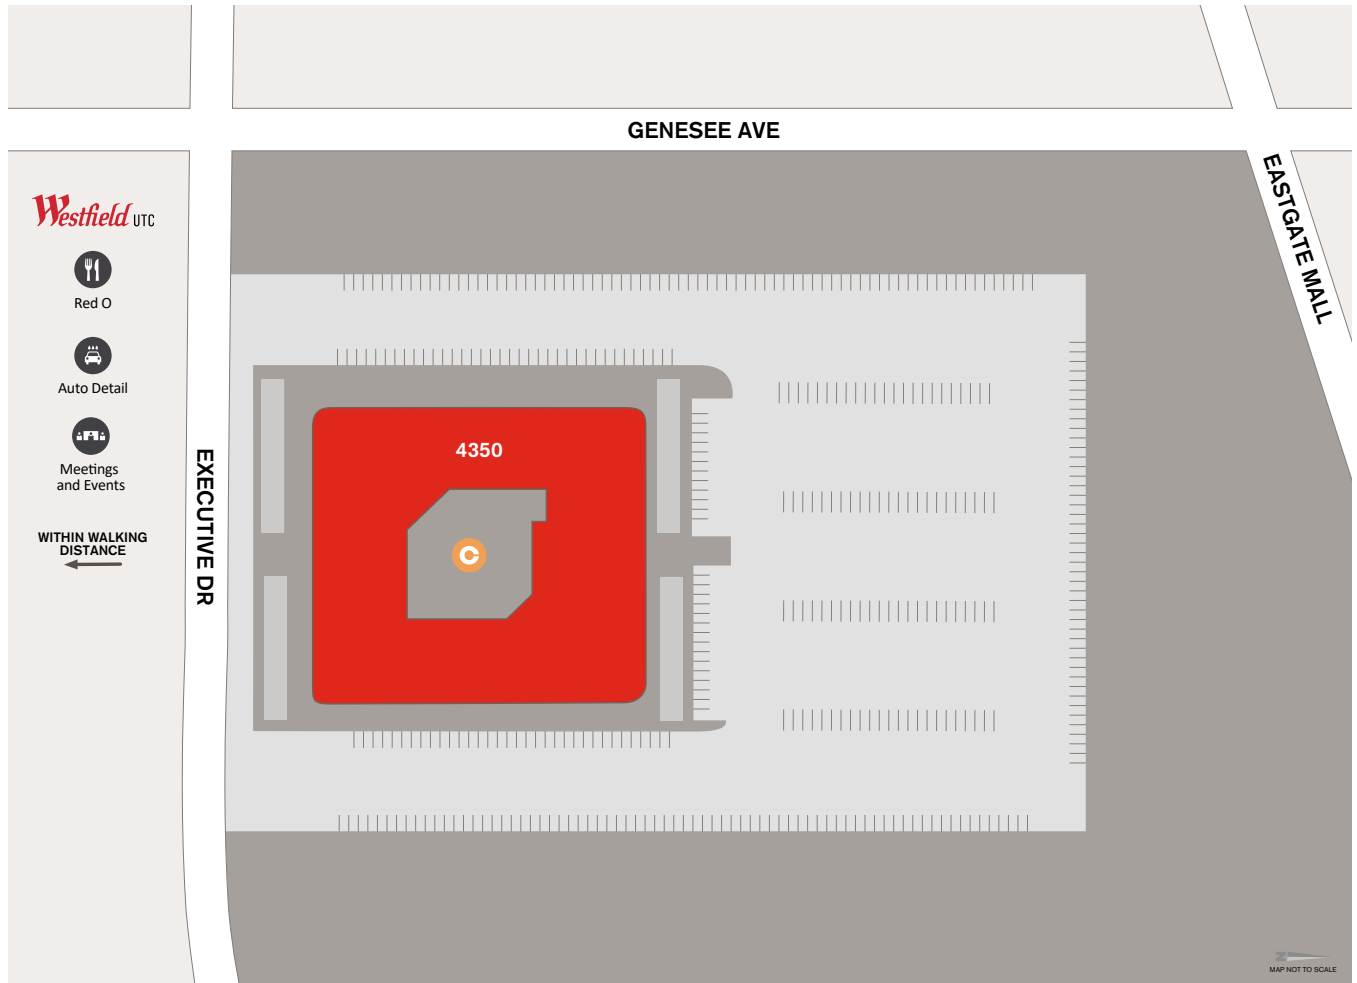 GENESEE AVE
EASTGATE MALL
Westfield UTC
Red O
Auto Detail
Meetings
and Events
WITHIN WALKING
DISTANCE
EXECUTIVE DR
4350
C
N
MAP NOT TO SCALE